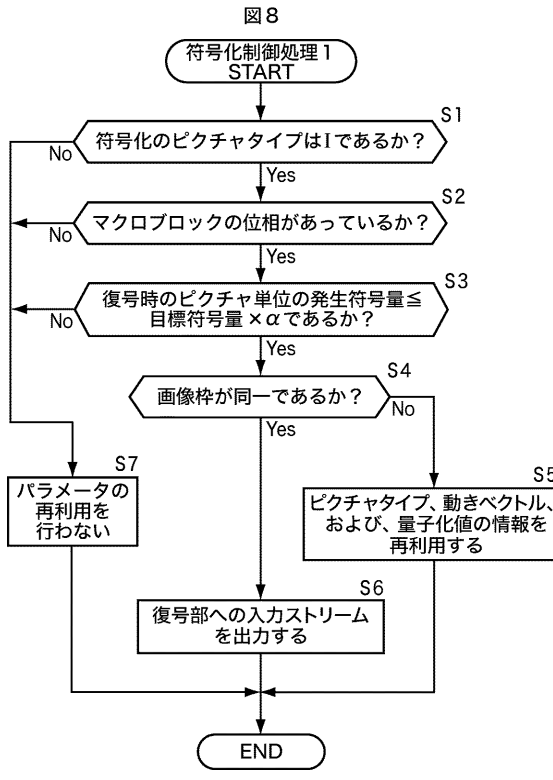 図8
符号化制御処理1
START
S1
符号化のピクチャタイプはIであるか?
No
Yes
S2
マクロブロックの位相があっているか?
No
Yes
S3
復号時のピクチャ単位の発生符号量≦
目標符号量×αであるか?
No
Yes
S4
画像枠が同一であるか?
No
Yes
S7
パラメータの
再利用を
行わない
S5
ピクチャタイプ、動きベクトル、
および、量子化値の情報を
再利用する
S6
復号部への入力ストリーム
を出力する
END